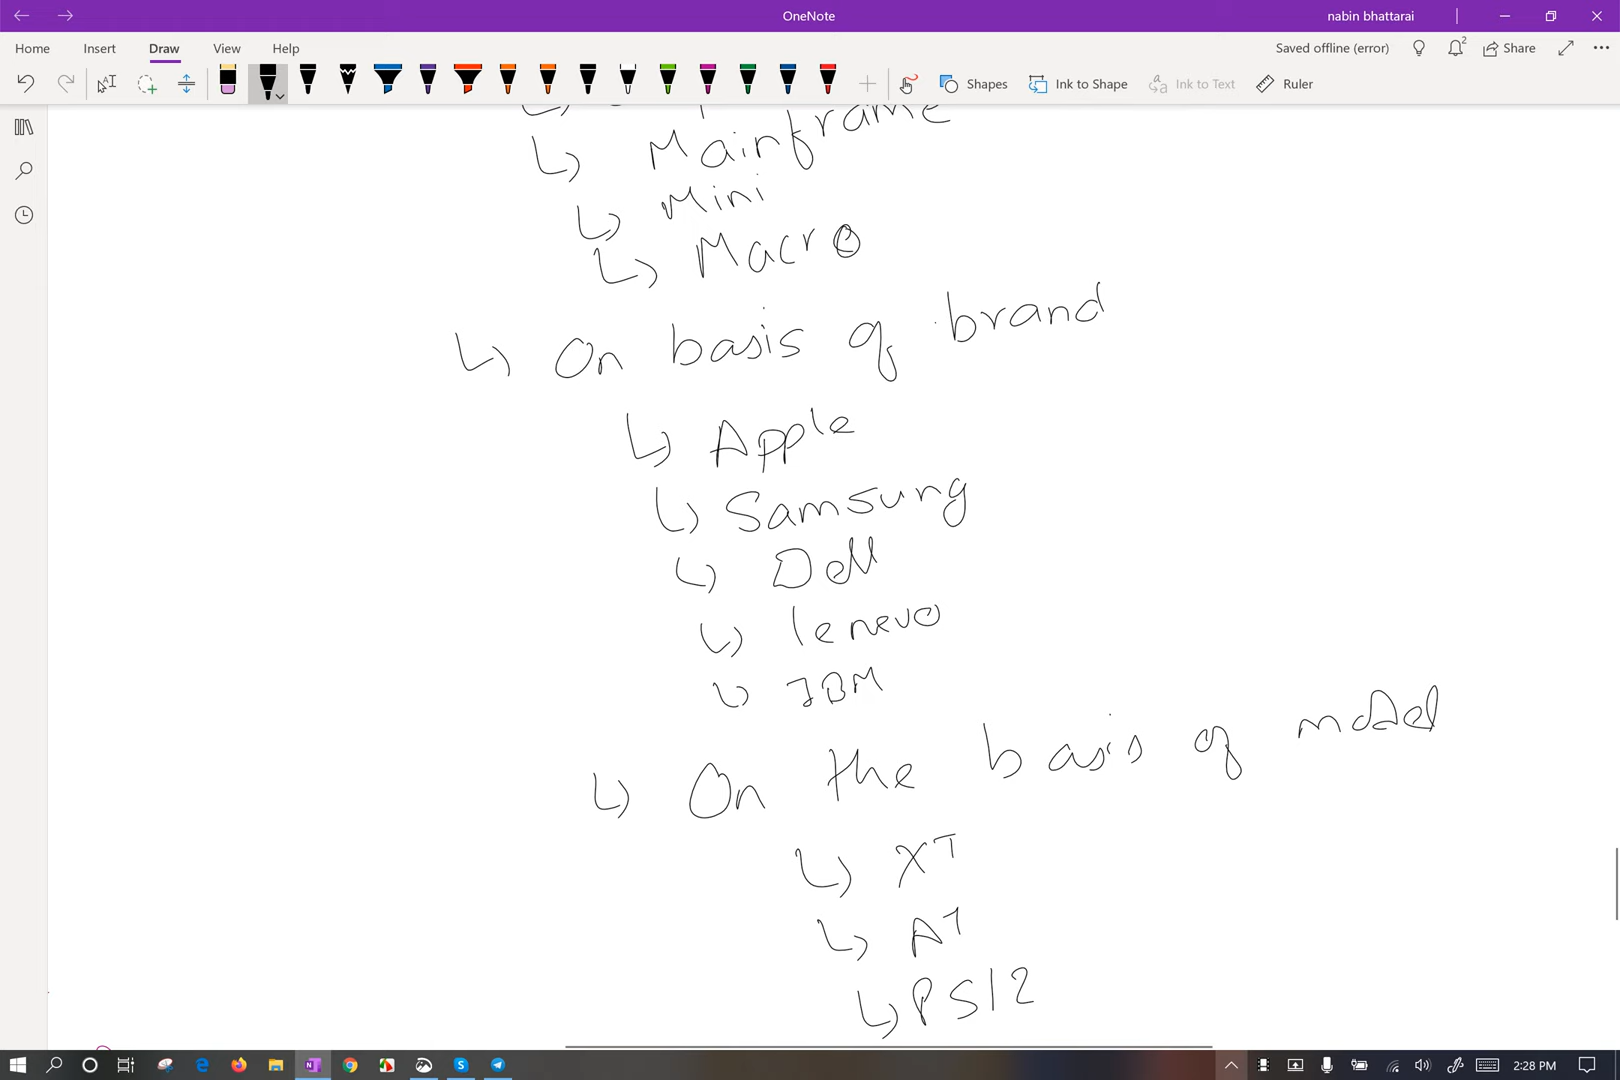 OneNote
nabin bhattarai
Home Insert Draw View Help
Saved offline (error) 2 Share
Shapes Ink to Shape Ink to Text Ruler
Mainframe
Mini
Macro
On basis of brand
Apple
Samsung
Dell
lenevo
IBM
On the basis of model
XT
AT
PS/2
2:28 PM